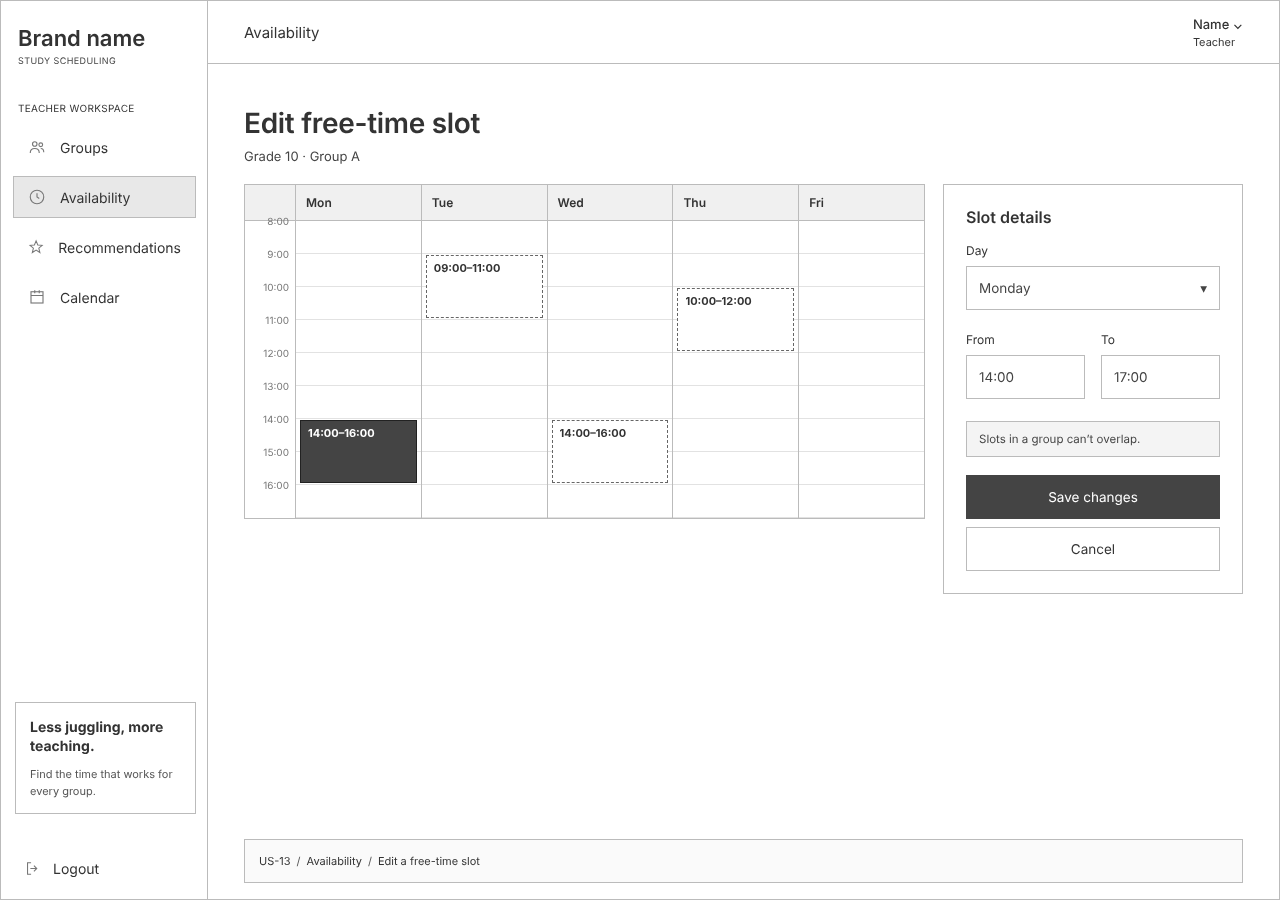 Brand name
STUDY SCHEDULING
TEACHER WORKSPACE
Groups
Availability
Recommendations
Calendar
Less juggling, more
teaching.
Find the time that works for
every group.
Logout
Availability
Name
Teacher
Edit free-time slot
Grade 10 · Group A
Mon Tue Wed Thu Fri
8:00
9:00
09:00–11:00
10:00
10:00–12:00
11:00
12:00
13:00
14:00
14:00–16:00 14:00–16:00
15:00
16:00
Slot details
Day
Monday ▾
From To
14:00 17:00
Slots in a group can’t overlap.
Save changes
Cancel
US-13 / Availability / Edit a free-time slot